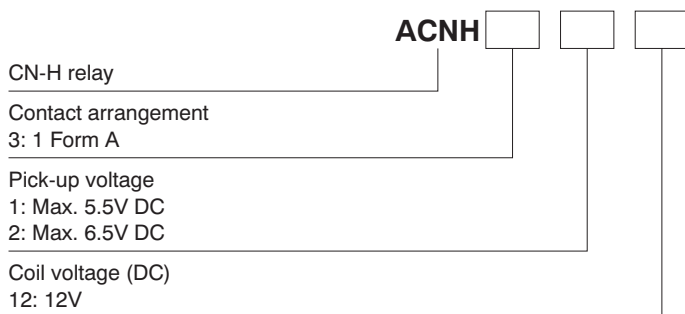 ACNH
CN-H relay
Contact arrangement
3: 1 Form A
Pick-up voltage
1: Max. 5.5V DC
2: Max. 6.5V DC
Coil voltage (DC)
12: 12V